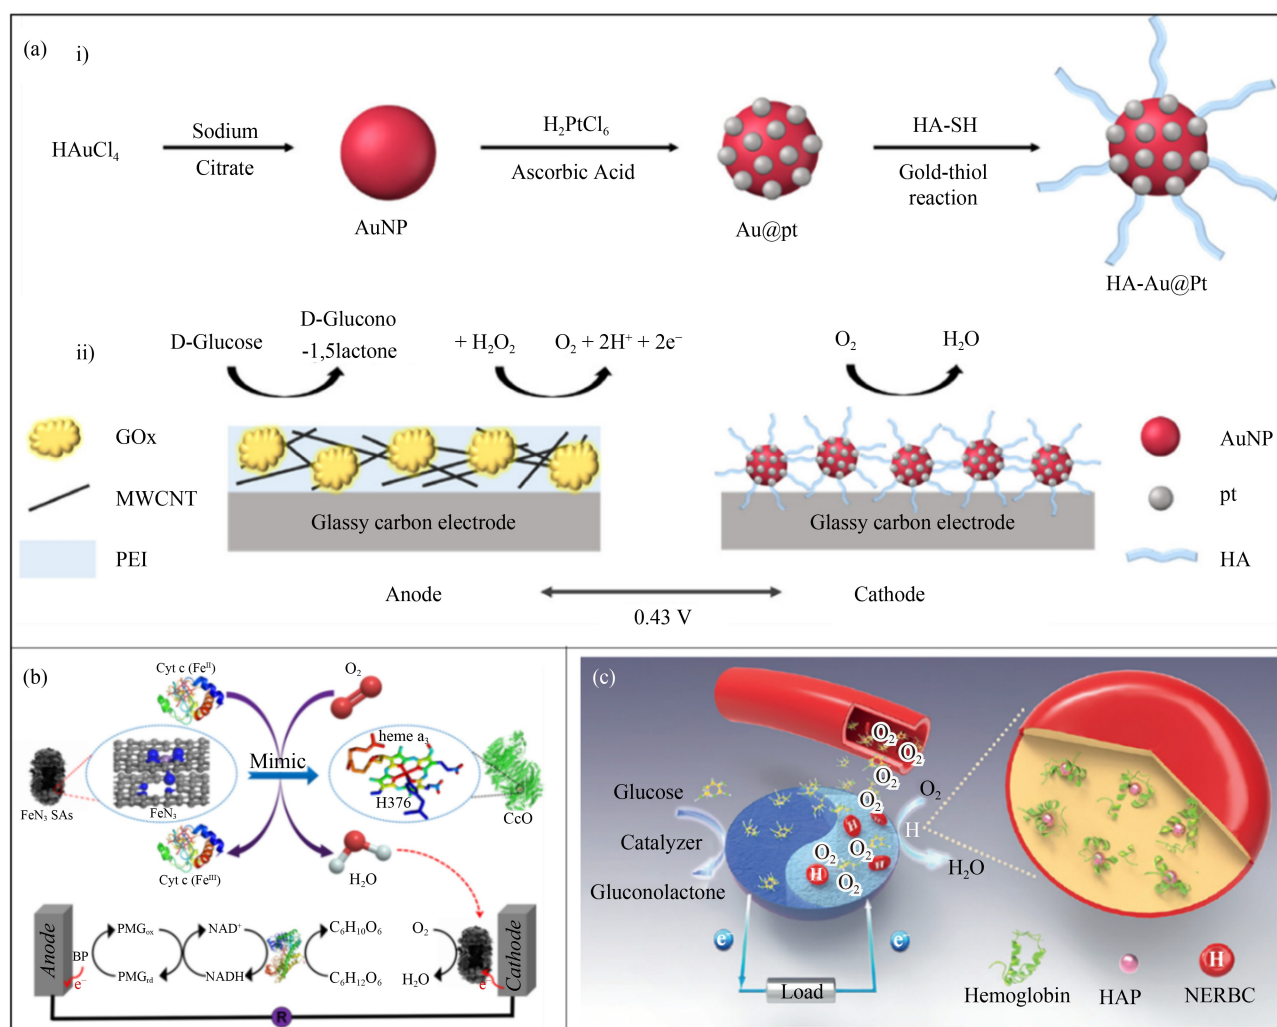 (a)
i)
HAuCl₄
Sodium
Citrate
AuNP
H₂PtCl₆
Ascorbic Acid
Au@pt
HA-SH
Gold-thiol
reaction
HA-Au@Pt
ii)
D-Glucose
D-Glucono
-1,5lactone
+ H₂O₂
O₂ + 2H⁺ + 2e⁻
O₂
H₂O
GOx
MWCNT
PEI
Glassy carbon electrode
Glassy carbon electrode
AuNP
pt
HA
Anode
0.43 V
Cathode
(b)
Cyt c (Feᴵᴵ)
O₂
FeN₃ SAs
FeN₃
Mimic
heme a₃
H376
CcO
Cyt c (Feᴵᴵᴵ)
H₂O
Anode
BP
e⁻
PMGₒₓ
PMGrd
NAD⁺
NADH
C₆H₁₀O₆
C₆H₁₂O₆
O₂
H₂O
e⁻
Cathode
R
(c)
O₂
O₂
O₂
O₂
O₂
O₂
O₂
O₂
Glucose
Catalyzer
Gluconolactone
H
H
H
O₂
H₂O
e⁻
e⁻
Load
Hemoglobin
HAP
H
NERBC